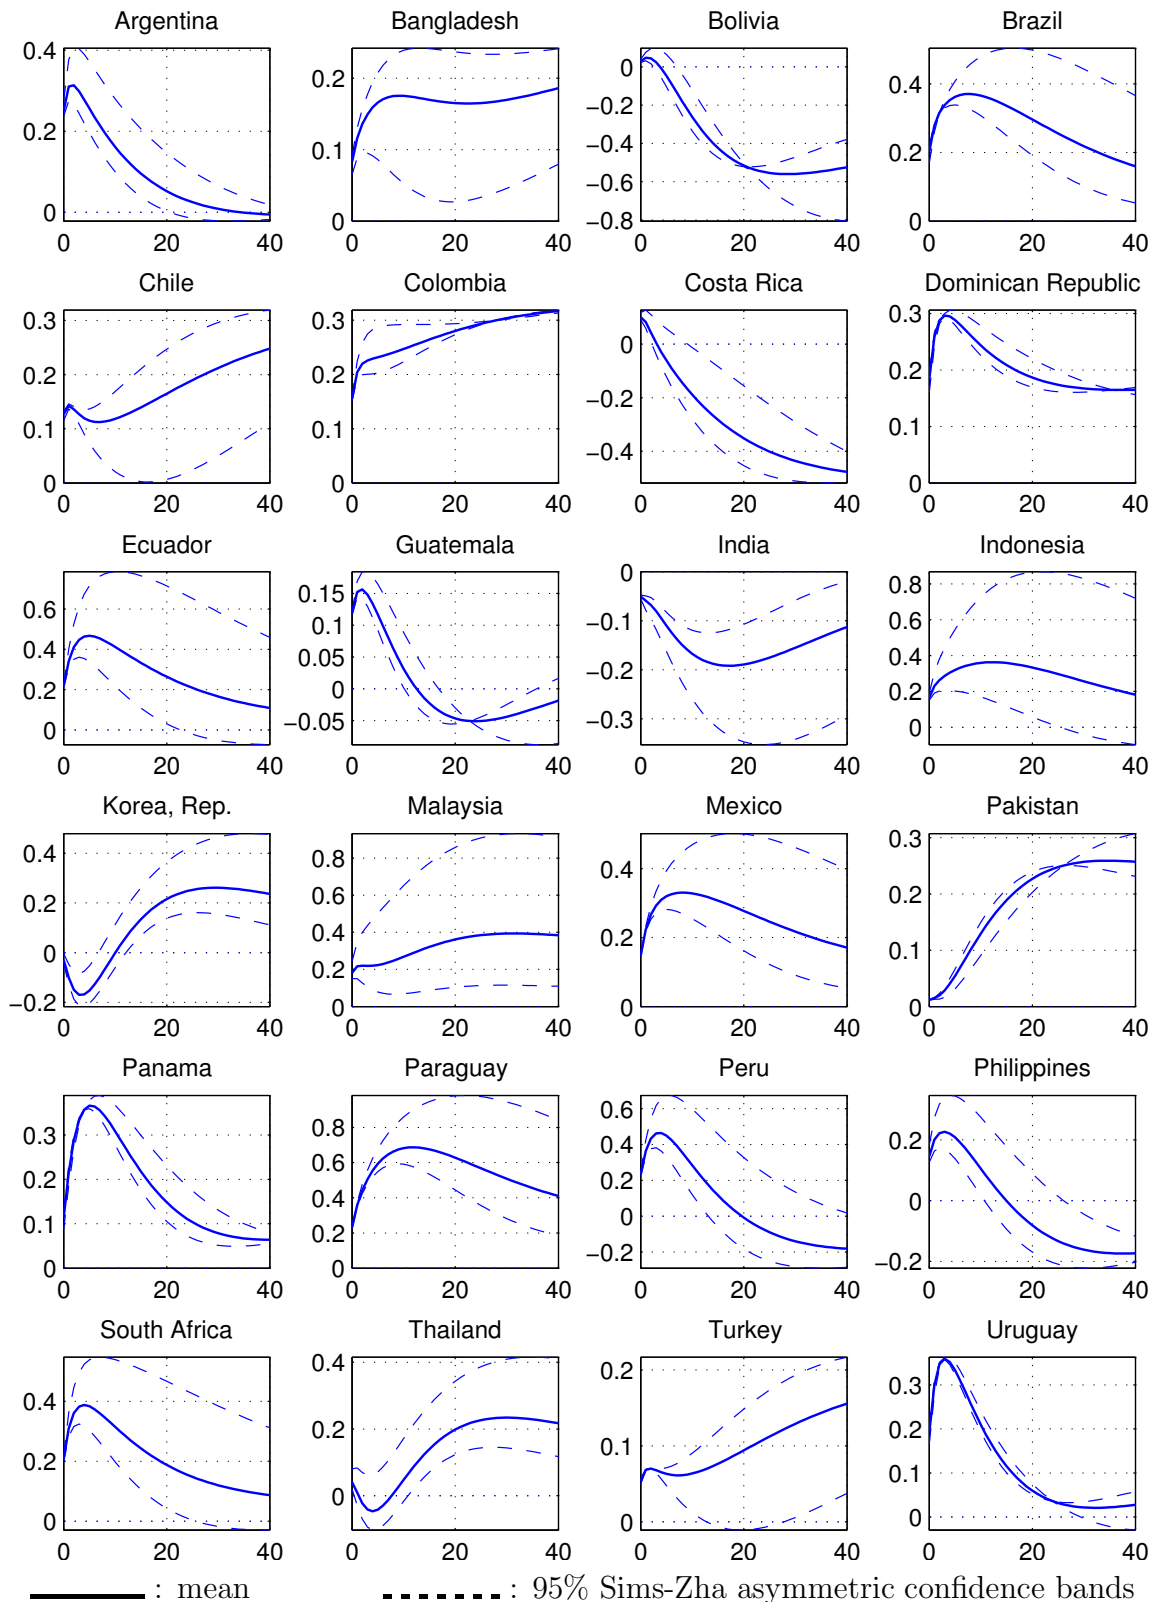 Argentina Bangladesh Bolivia Brazil
0.4 0.2 0
0.2 0.1 −0.2 0.4
0 0 −0.4 0.2
−0.6 0
−0.8
0 20 40 0 20 40 0 20 40 0 20 40
Chile Colombia Costa Rica Dominican Republic
0.3 0.3 0 0.3
0.2 0.2 −0.2 0.2
0.1 0.1 −0.4 0.1
0 0 0
0 20 40 0 20 40 0 20 40 0 20 40
Ecuador Guatemala India Indonesia
0.6 0.15 0 0.8
0.4 0.1 −0.1 0.6
0.2 0.05 −0.2 0.4
0 0 −0.3 0.2
−0.05 0
0 20 40 0 20 40 0 20 40 0 20 40
Korea, Rep. Malaysia Mexico Pakistan
0.4 0.8 0.4 0.3
0.2 0.6 0.2 0.2
0 0.4 0 0.1
−0.2 0.2 0
0
0 20 40 0 20 40 0 20 40 0 20 40
Panama Paraguay Peru Philippines
0.3 0.8 0.6 0.2
0.2 0.6 0.4 0
0.1 0.4 0.2 −0.2
0 0.2 0
0 −0.2
0 20 40 0 20 40 0 20 40 0 20 40
South Africa Thailand Turkey Uruguay
0.4 0.4 0.2 0.3
0.2 0.2 0.1 0.2
0 0 0 0.1
0
0 20 40 0 20 40 0 20 40 0 20 40
: mean : 95% Sims-Zha asymmetric confidence bands